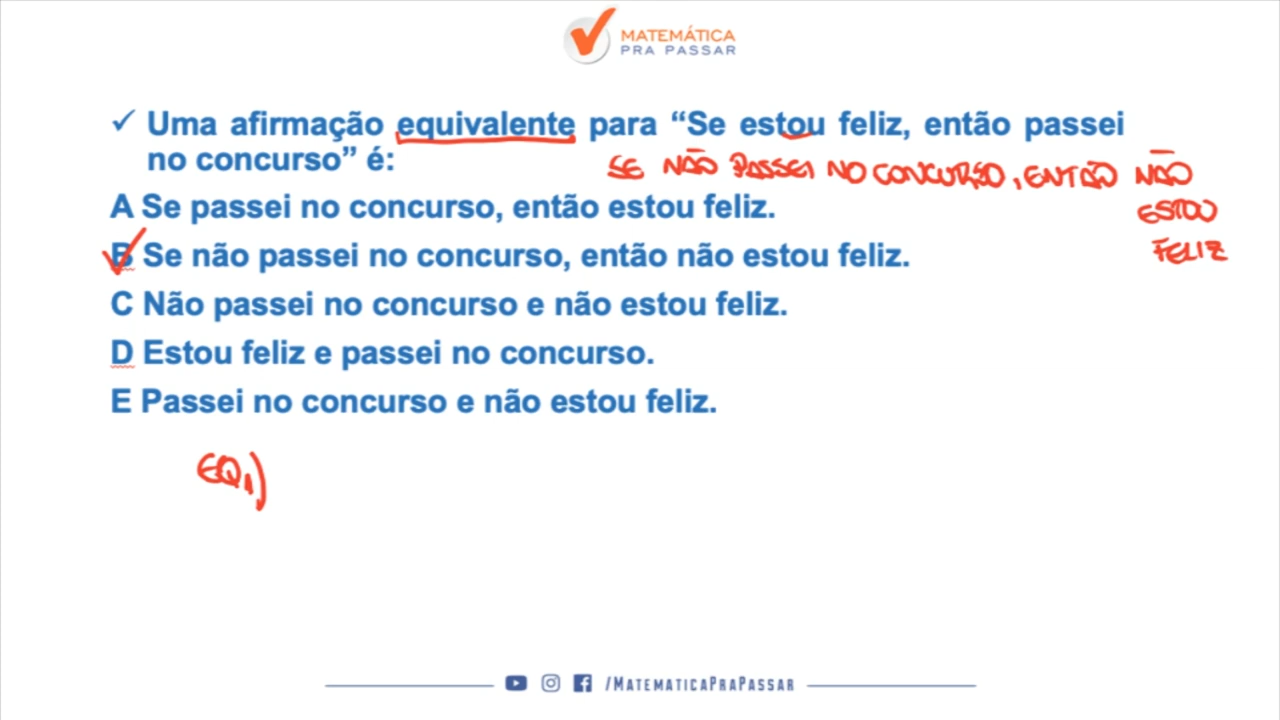 MATEMÁTICA
PRA PASSAR
✓ Uma afirmação equivalente para “Se estou feliz, então passei
no concurso” é:
SE NÃO PASSEI NO CONCURSO, ENTÃO NÃO
ESTOU
FELIZ
A Se passei no concurso, então estou feliz.
B Se não passei no concurso, então não estou feliz.
C Não passei no concurso e não estou feliz.
D Estou feliz e passei no concurso.
E Passei no concurso e não estou feliz.
EQ1)
/MATEMATICAPRAPASSAR